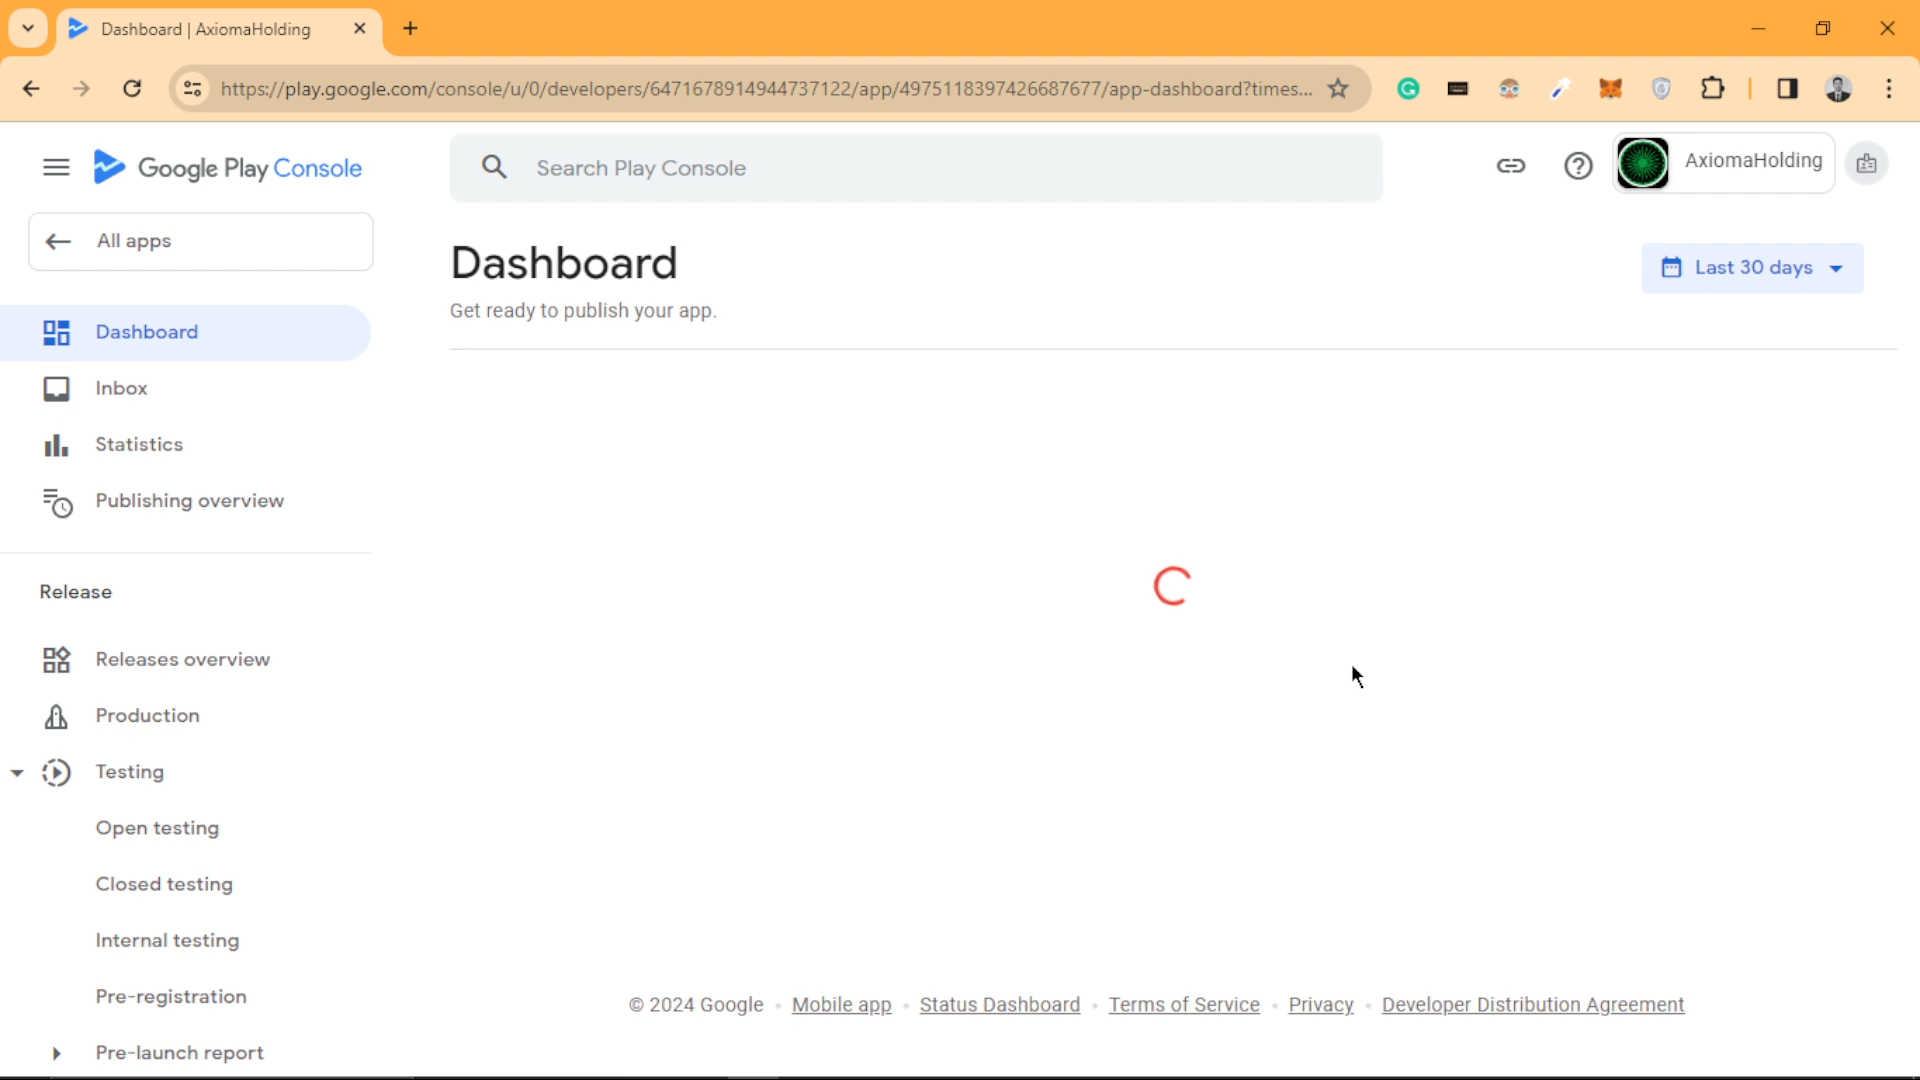 Dashboard | AxiomaHolding
https://play.google.com/console/u/0/developers/6471678914944737122/app/4975118397426687677/app-dashboard?times...
Google Play Console
Search Play Console
AxiomaHolding
All apps
Dashboard
Last 30 days
Get ready to publish your app.
Dashboard
Inbox
Statistics
Publishing overview
Release
Releases overview
Production
Testing
Open testing
Closed testing
Internal testing
Pre-registration
Pre-launch report
© 2024 Google • Mobile app • Status Dashboard • Terms of Service • Privacy • Developer Distribution Agreement